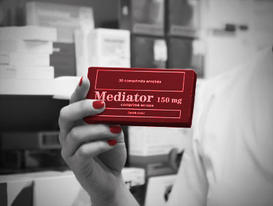 30 comprimés enrobés
Mediator 150 mg
comprimé enrobé